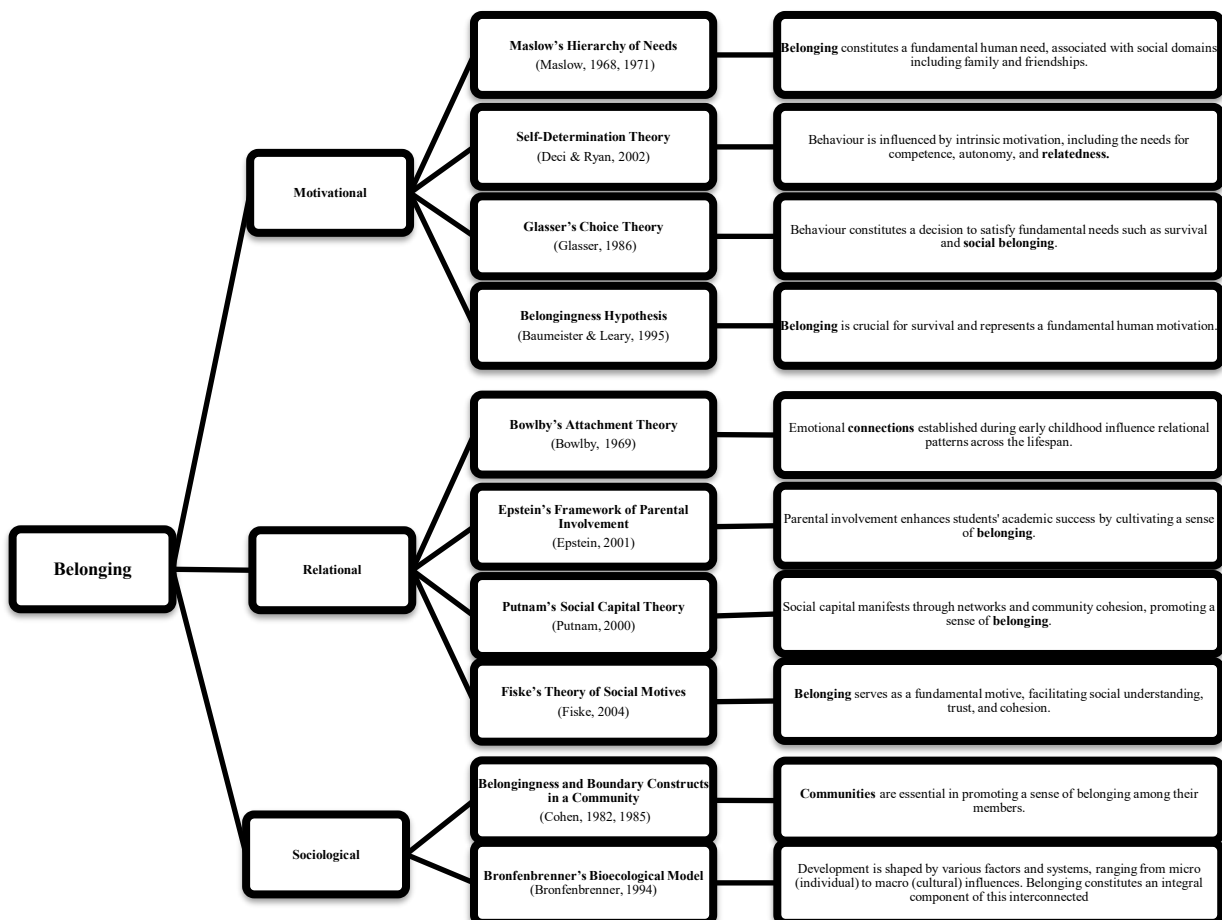 Belonging
Motivational
Maslow's Hierarchy of Needs
(Maslow, 1968, 1971)
Belonging constitutes a fundamental human need, associated with social domains
including family and friendships.
Self-Determination Theory
(Deci & Ryan, 2002)
Behaviour is influenced by intrinsic motivation, including the needs for
competence, autonomy, and relatedness.
Glasser's Choice Theory
(Glasser, 1986)
Behaviour constitutes a decision to satisfy fundamental needs such as survival
and social belonging.
Belongingness Hypothesis
(Baumeister & Leary, 1995)
Belonging is crucial for survival and represents a fundamental human motivation.
Relational
Bowlby's Attachment Theory
(Bowlby, 1969)
Emotional connections established during early childhood influence relational
patterns across the lifespan.
Epstein's Framework of Parental
Involvement
(Epstein, 2001)
Parental involvement enhances students' academic success by cultivating a sense
of belonging.
Putnam's Social Capital Theory
(Putnam, 2000)
Social capital manifests through networks and community cohesion, promoting a
sense of belonging.
Fiske's Theory of Social Motives
(Fiske, 2004)
Belonging serves as a fundamental motive, facilitating social understanding,
trust, and cohesion.
Sociological
Belongingness and Boundary Constructs
in a Community
(Cohen, 1982, 1985)
Communities are essential in promoting a sense of belonging among their
members.
Bronfenbrenner's Bioecological Model
(Bronfenbrenner, 1994)
Development is shaped by various factors and systems, ranging from micro
(individual) to macro (cultural) influences. Belonging constitutes an integral
component of this interconnected